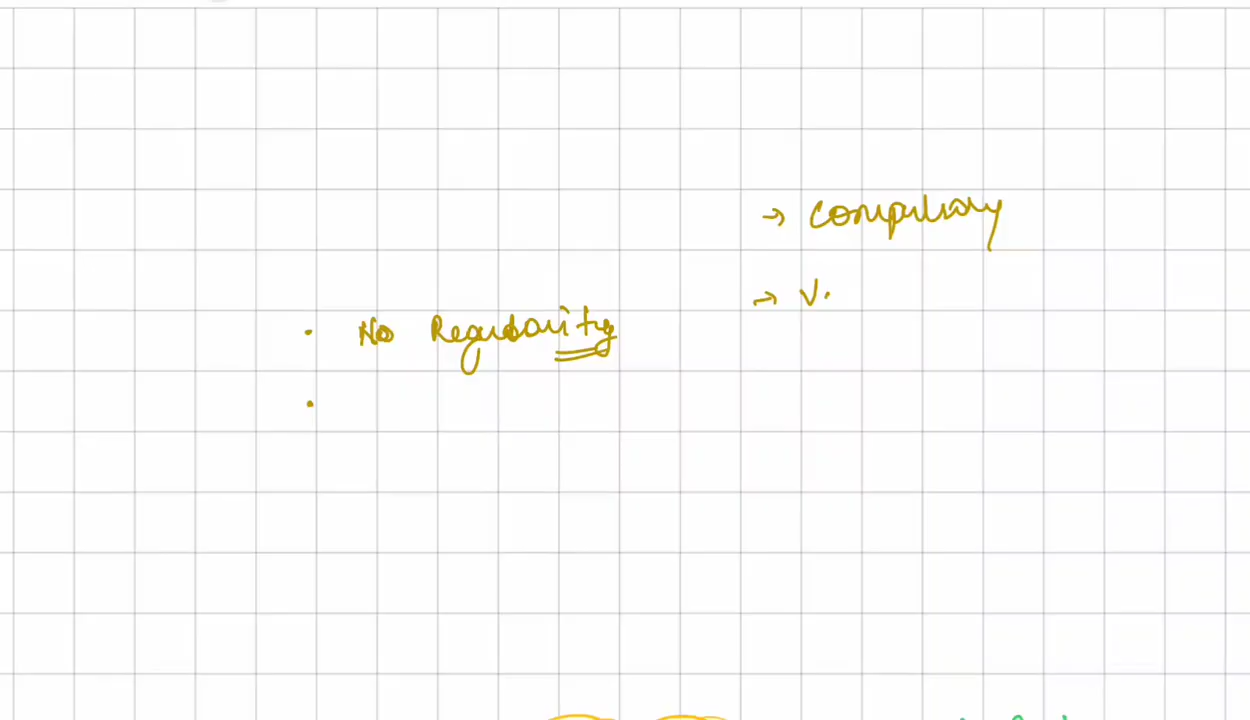 → Compulsory
→ V.
• No Regularity
•